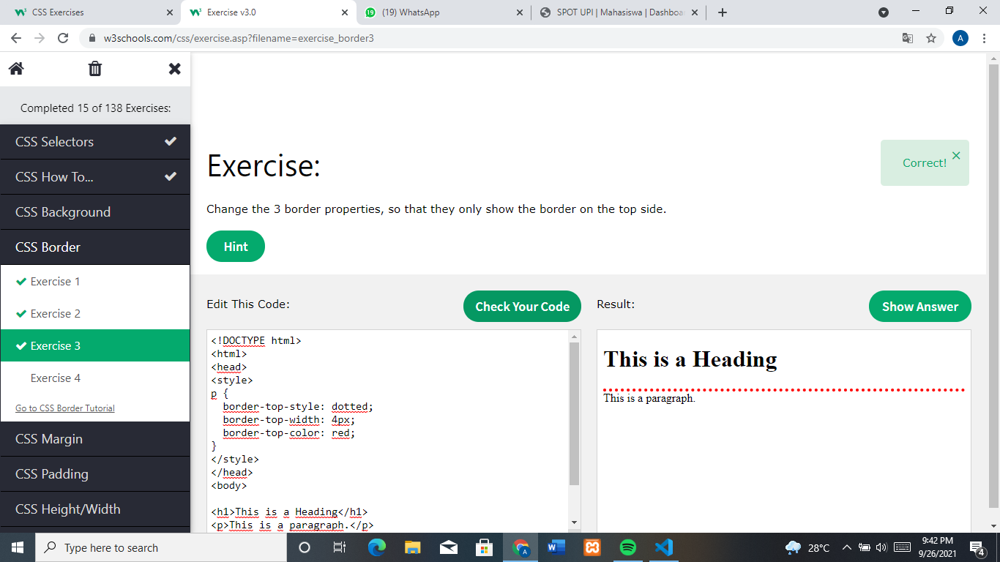 CSS Exercises
Exercise v3.0
(19) WhatsApp
SPOT UPI | Mahasiswa | Dashboa
w3schools.com/css/exercise.asp?filename=exercise_border3
A
Completed 15 of 138 Exercises:
CSS Selectors
CSS How To...
CSS Background
CSS Border
Exercise 1
Exercise 2
Exercise 3
Exercise 4
Go to CSS Border Tutorial
CSS Margin
CSS Padding
CSS Height/Width
Exercise:
Correct!
Change the 3 border properties, so that they only show the border on the top side.
Hint
Edit This Code:
Check Your Code
<!DOCTYPE html>
<html>
<head>
<style>
p {
  border-top-style: dotted;
  border-top-width: 4px;
  border-top-color: red;
}
</style>
</head>
<body>
<h1>This is a Heading</h1>
<p>This is a paragraph.</p>
Result:
Show Answer
This is a Heading
This is a paragraph.
Type here to search
28°C
9:42 PM
9/26/2021
4